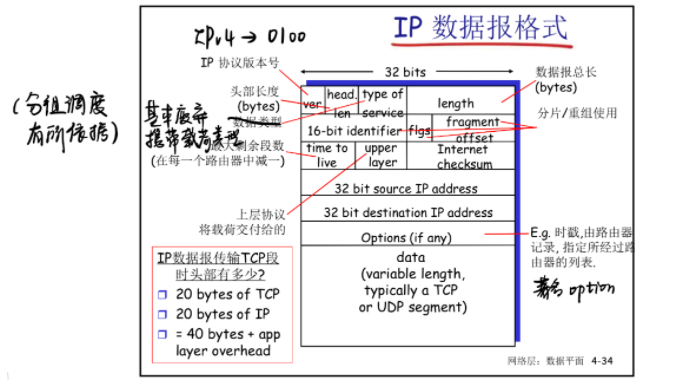 IPv4 → 0100
IP 数据报格式
IP 协议版本号
32 bits
数据报总长
(bytes)
头部长度
(bytes)
ver
head.
len
type of
service
length
(分组调度
有所依据)
基本废弃
数据类型
携带载荷类型
16-bit identifier
flgs
fragment
offset
分片/重组使用
最大剩余段数
(在每一个路由器中减一)
time to
live
upper
layer
Internet
checksum
32 bit source IP address
32 bit destination IP address
上层协议
将载荷交付给的
Options (if any)
E.g. 时戳,由路由器
记录, 指定所经过路
由器的列表.
option
data
(variable length,
typically a TCP
or UDP segment)
IP数据报传输TCP段
时头部有多少?
20 bytes of TCP
20 bytes of IP
= 40 bytes + app
layer overhead
网络层: 数据平面 4-34